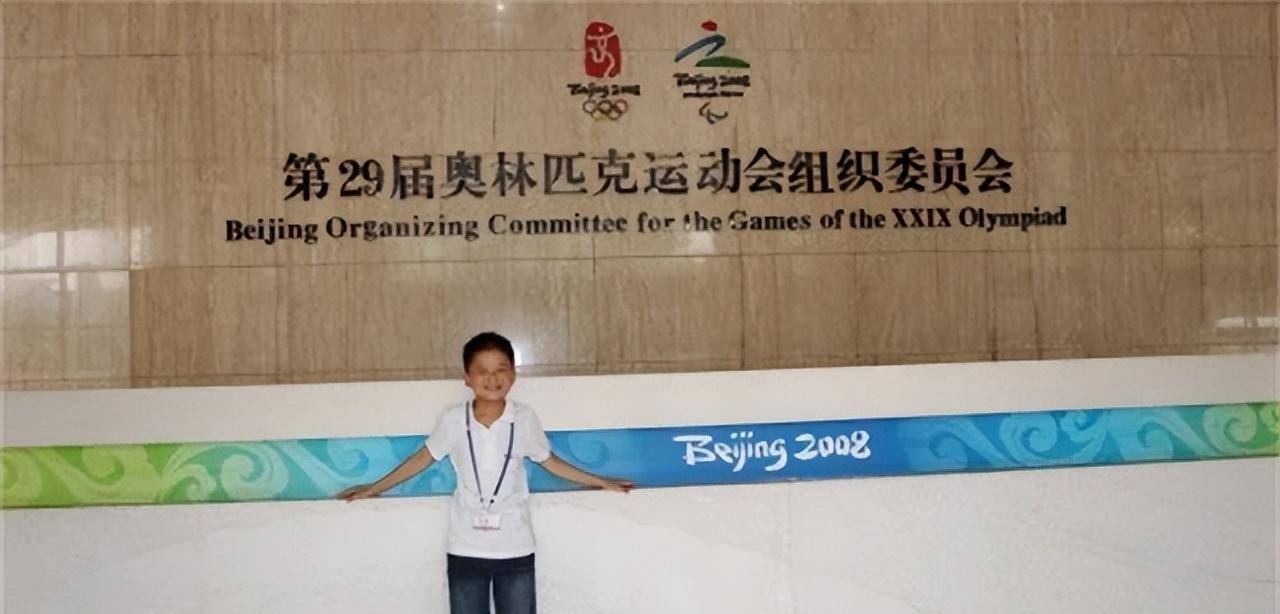 Beijing 2008
Beijing 2008
第29届奥林匹克运动会组织委员会
Beijing Organizing Committee for the Games of the XXIX Olympiad
Beijing 2008